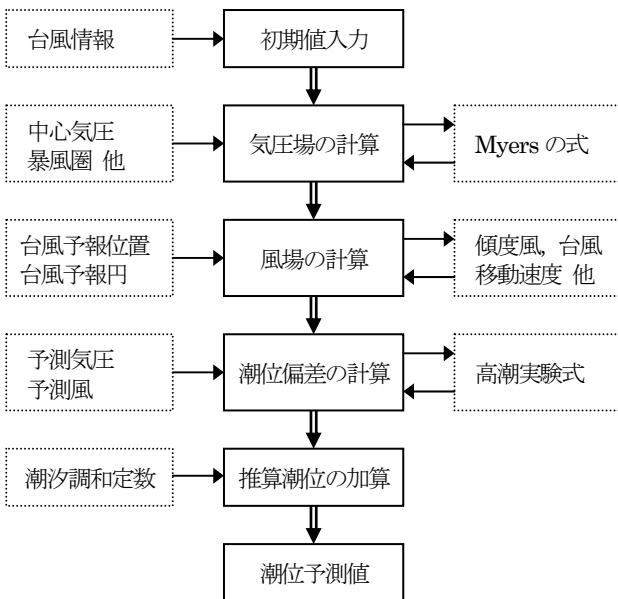 台風情報
初期値入力
中心気圧
暴風圏 他
気圧場の計算
Myers の式
台風予報位置
台風予報円
風場の計算
傾度風, 台風
移動速度 他
予測気圧
予測風
潮位偏差の計算
高潮実験式
潮汐調和定数
推算潮位の加算
潮位予測値